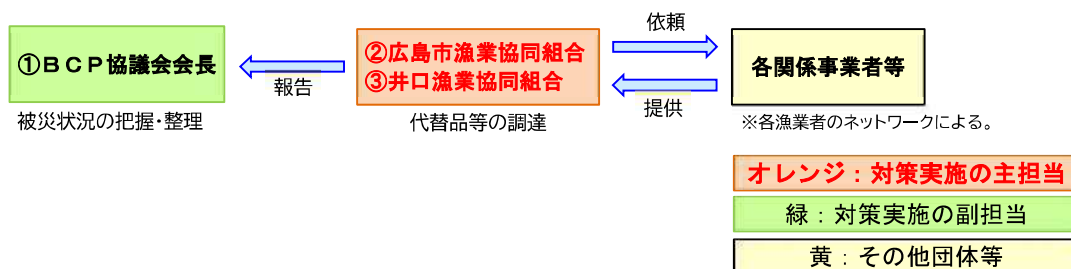 依頼
①ＢＣＰ協議会会長
②広島市漁業協同組合
③井口漁業協同組合
各関係事業者等
報告
提供
被災状況の把握・整理
代替品等の調達
※各漁業者のネットワークによる。
オレンジ：対策実施の主担当
緑：対策実施の副担当
黄：その他団体等